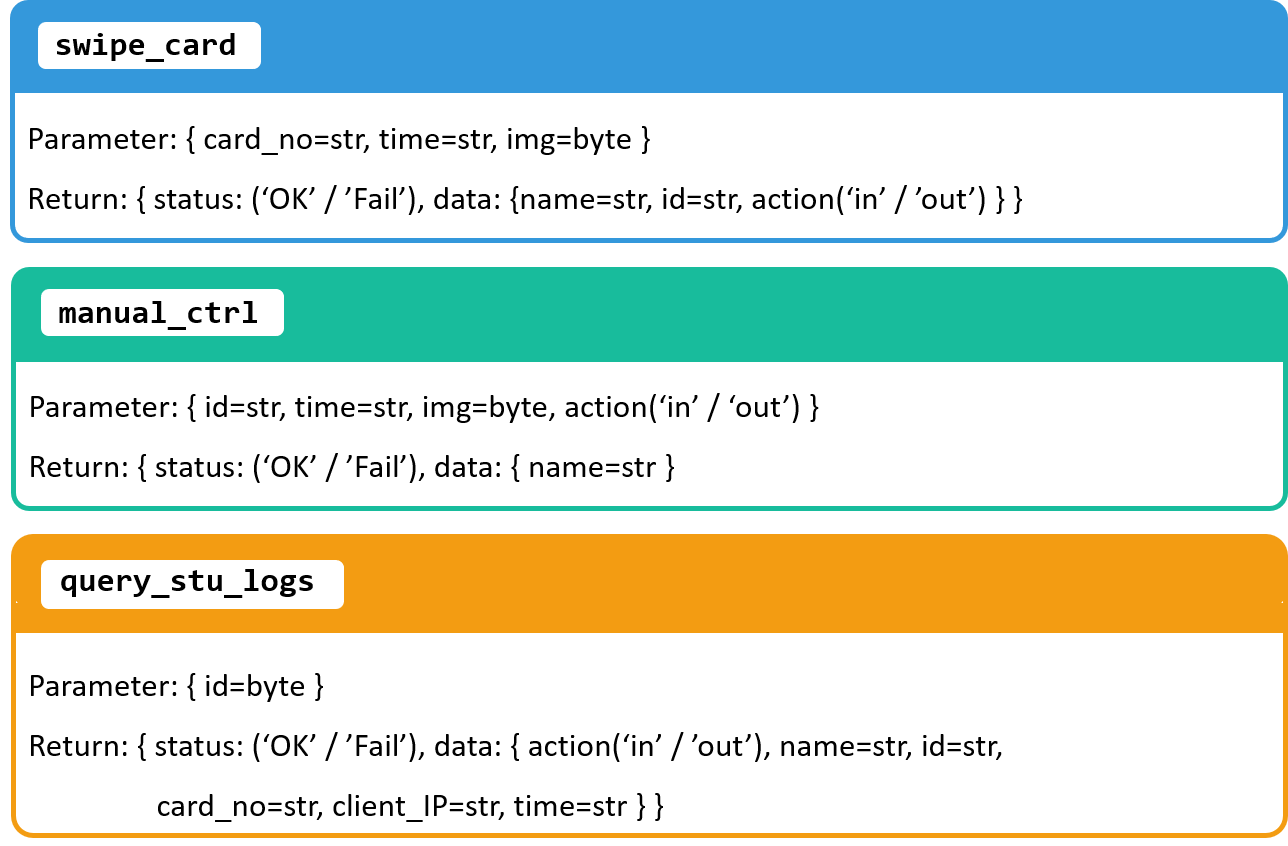 swipe_card
Parameter: { card_no=str, time=str, img=byte }
Return: { status: (‘OK’ / ’Fail’), data: {name=str, id=str, action(‘in’ / ’out’) } }
manual_ctrl
Parameter: { id=str, time=str, img=byte, action(‘in’ / ‘out’) }
Return: { status: (‘OK’ / ’Fail’), data: { name=str }
query_stu_logs
Parameter: { id=byte }
Return: { status: (‘OK’ / ’Fail’), data: { action(‘in’ / ’out’), name=str, id=str,
card_no=str, client_IP=str, time=str } }